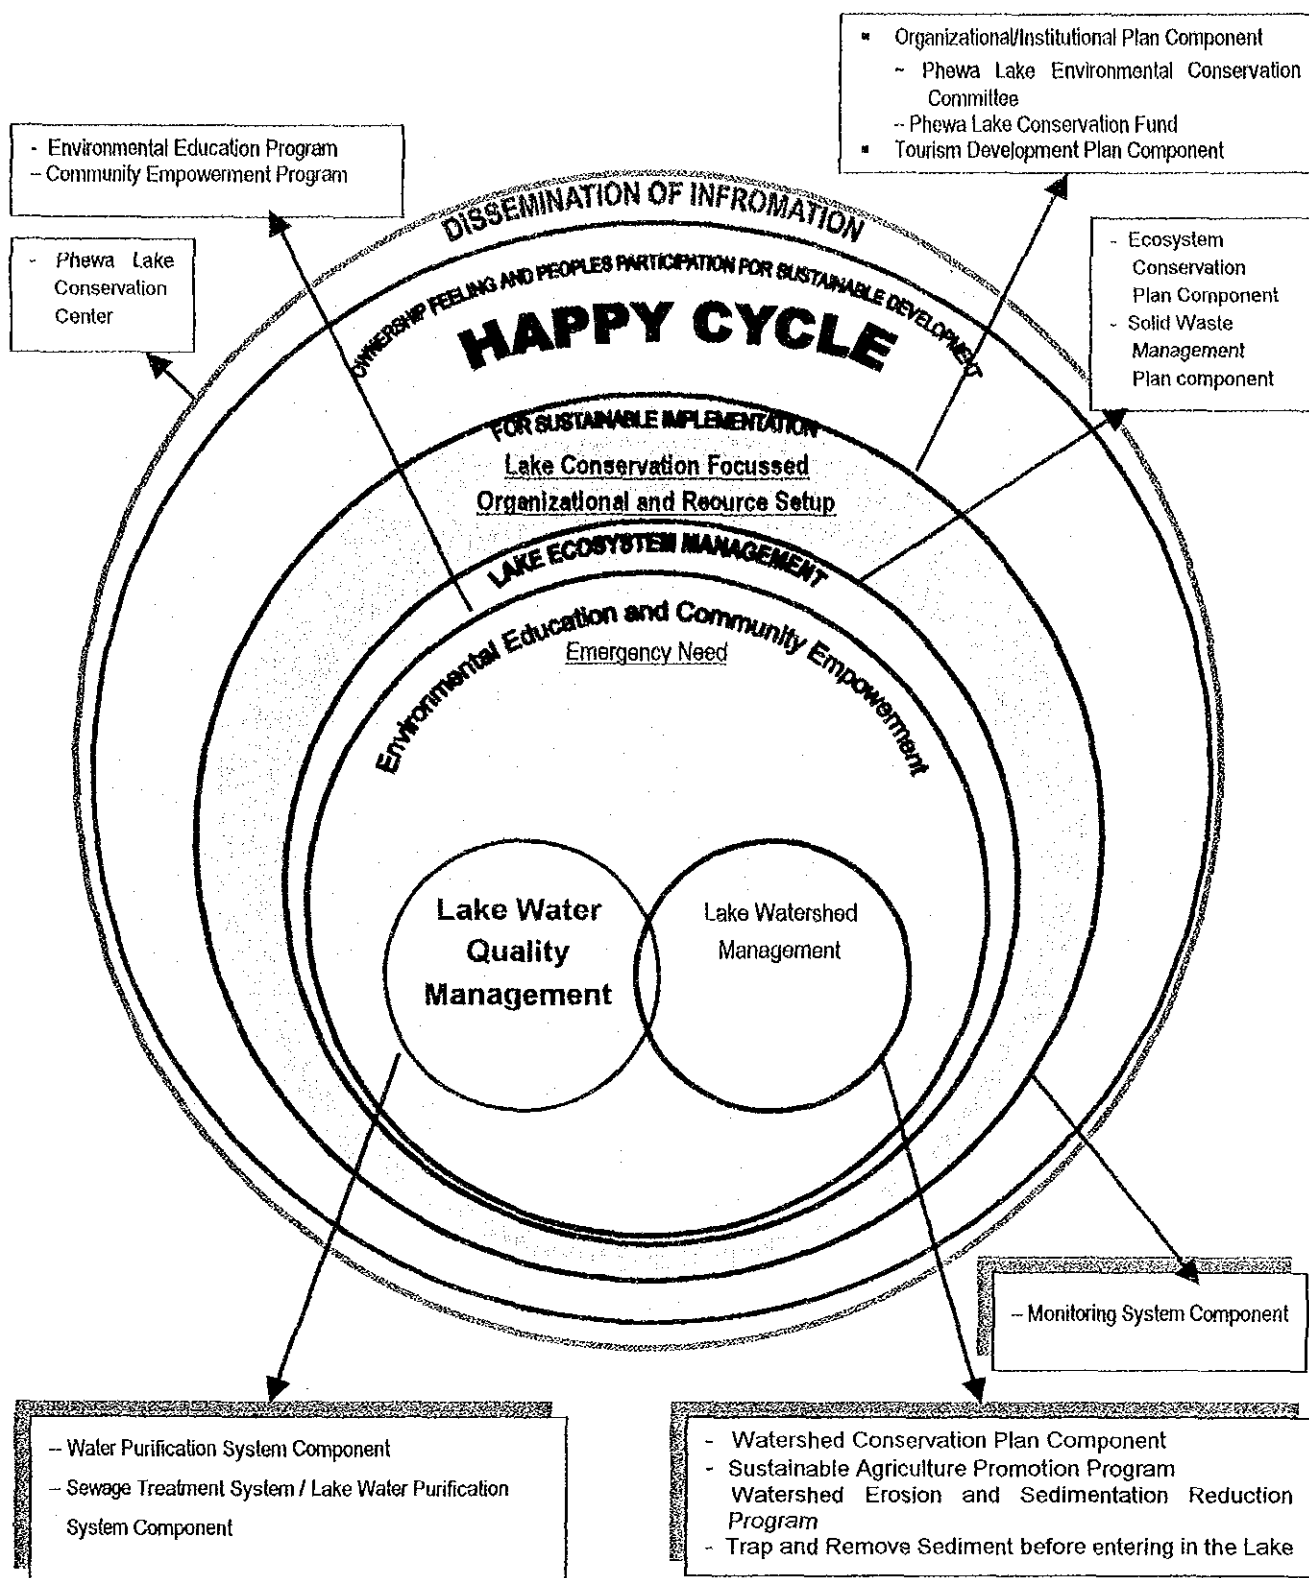 ▪ Organizational/Institutional Plan Component
~ Phewa Lake Environmental Conservation
Committee
-- Phewa Lake Conservation Fund
▪ Tourism Development Plan Component
- Environmental Education Program
-- Community Empowerment Program
- Phewa Lake
Conservation
Center
- Ecosystem
Conservation
Plan Component
- Solid Waste
Management
Plan component
DISSEMINATION OF INFROMATION
OWNERSHIP FEELING AND PEOPLES PARTICIPATION FOR SUSTAINABLE DEVELOPMENT
HAPPY CYCLE
FOR SUSTAINABLE IMPLEMENTATION
Lake Conservation Focussed
Organizational and Reource Setup
LAKE ECOSYSTEM MANAGEMENT
Environmental Education and Community Empowerment
Emergency Need
Lake Water
Quality
Management
Lake Watershed
Management
-- Monitoring System Component
-- Water Purification System Component
-- Sewage Treatment System / Lake Water Purification
System Component
- Watershed Conservation Plan Component
- Sustainable Agriculture Promotion Program
Watershed Erosion and Sedimentation Reduction
Program
- Trap and Remove Sediment before entering in the Lake